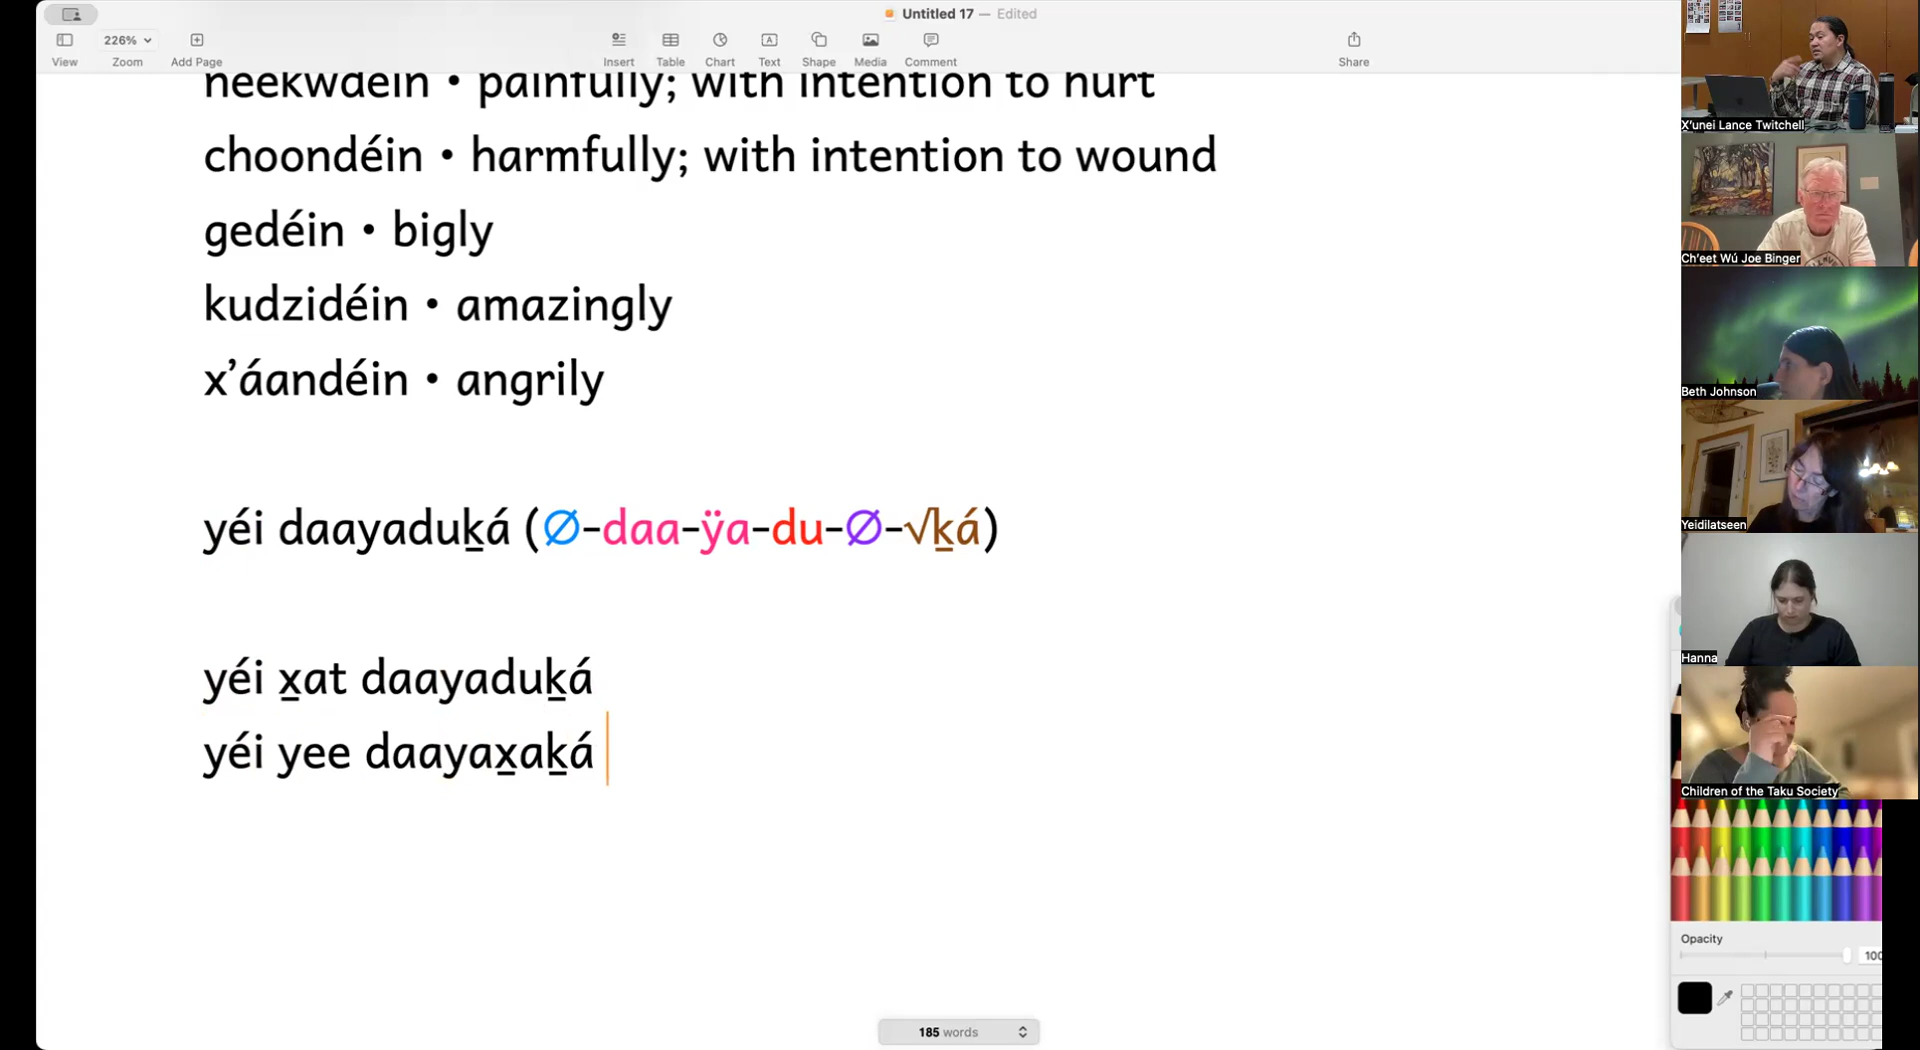 Untitled 17 — Edited
View
226%
Zoom
Add Page
Insert
Table
Chart
Text
Shape
Media
Comment
Share
neekwdéin • painfully; with intention to hurt
choondéin • harmfully; with intention to wound
gedéin • bigly
kudzidéin • amazingly
x’áandéin • angrily
yéi daayaduḵá (Ø-daa-ÿa-du-Ø-√ḵá)
yéi x̱at daayaduḵá
yéi yee daayax̱aḵá
185 words
X’unei Lance Twitchell
Ch’eet Wú Joe Binger
Beth Johnson
Yeidilatseen
Hanna
Children of the Taku Society
Opacity
100